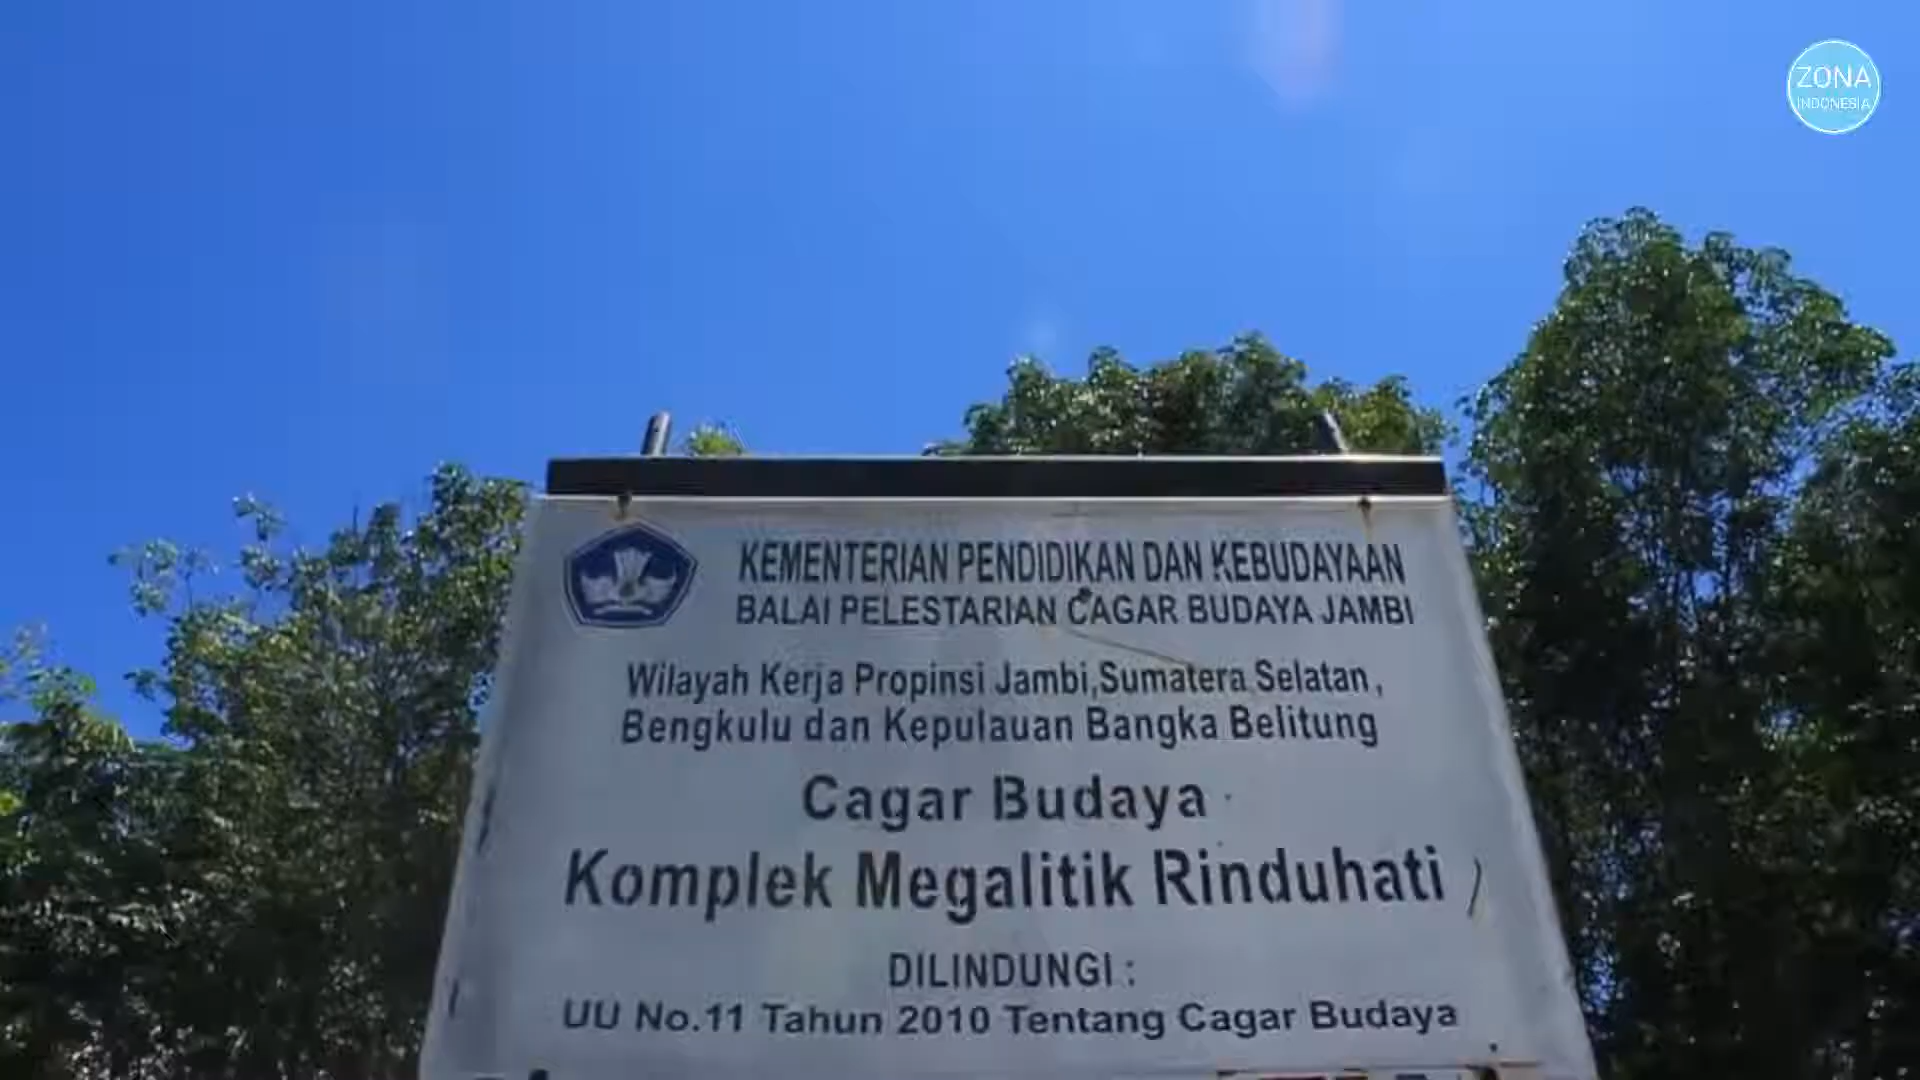 ZONA
INDONESIA
KEMENTERIAN PENDIDIKAN DAN KEBUDAYAAN
BALAI PELESTARIAN CAGAR BUDAYA JAMBI
Wilayah Kerja Propinsi Jambi,Sumatera Selatan,
Bengkulu dan Kepulauan Bangka Belitung
Cagar Budaya
Komplek Megalitik Rinduhati
DILINDUNGI :
UU No.11 Tahun 2010 Tentang Cagar Budaya